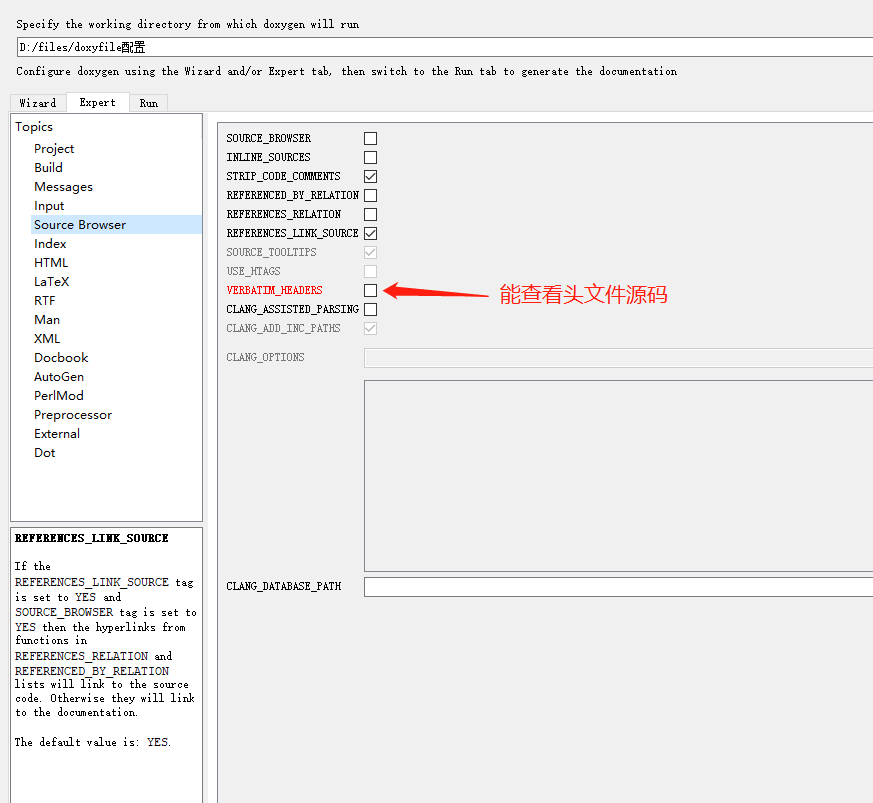 Specify the working directory from which doxygen will run
D:/files/doxyfile配置
Configure doxygen using the Wizard and/or Expert tab, then switch to the Run tab to generate the documentation
Wizard Expert Run
Topics
Project
Build
Messages
Input
Source Browser
Index
HTML
LaTeX
RTF
Man
XML
Docbook
AutoGen
PerlMod
Preprocessor
External
Dot
SOURCE_BROWSER
INLINE_SOURCES
STRIP_CODE_COMMENTS
REFERENCED_BY_RELATION
REFERENCES_RELATION
REFERENCES_LINK_SOURCE
SOURCE_TOOLTIPS
USE_HTAGS
VERBATIM_HEADERS 能查看头文件源码
CLANG_ASSISTED_PARSING
CLANG_ADD_INC_PATHS
CLANG_OPTIONS
CLANG_DATABASE_PATH
REFERENCES_LINK_SOURCE
If the
REFERENCES_LINK_SOURCE tag
is set to YES and
SOURCE_BROWSER tag is set to
YES then the hyperlinks from
functions in
REFERENCES_RELATION and
REFERENCED_BY_RELATION
lists will link to the source
code. Otherwise they will link
to the documentation.
The default value is: YES.